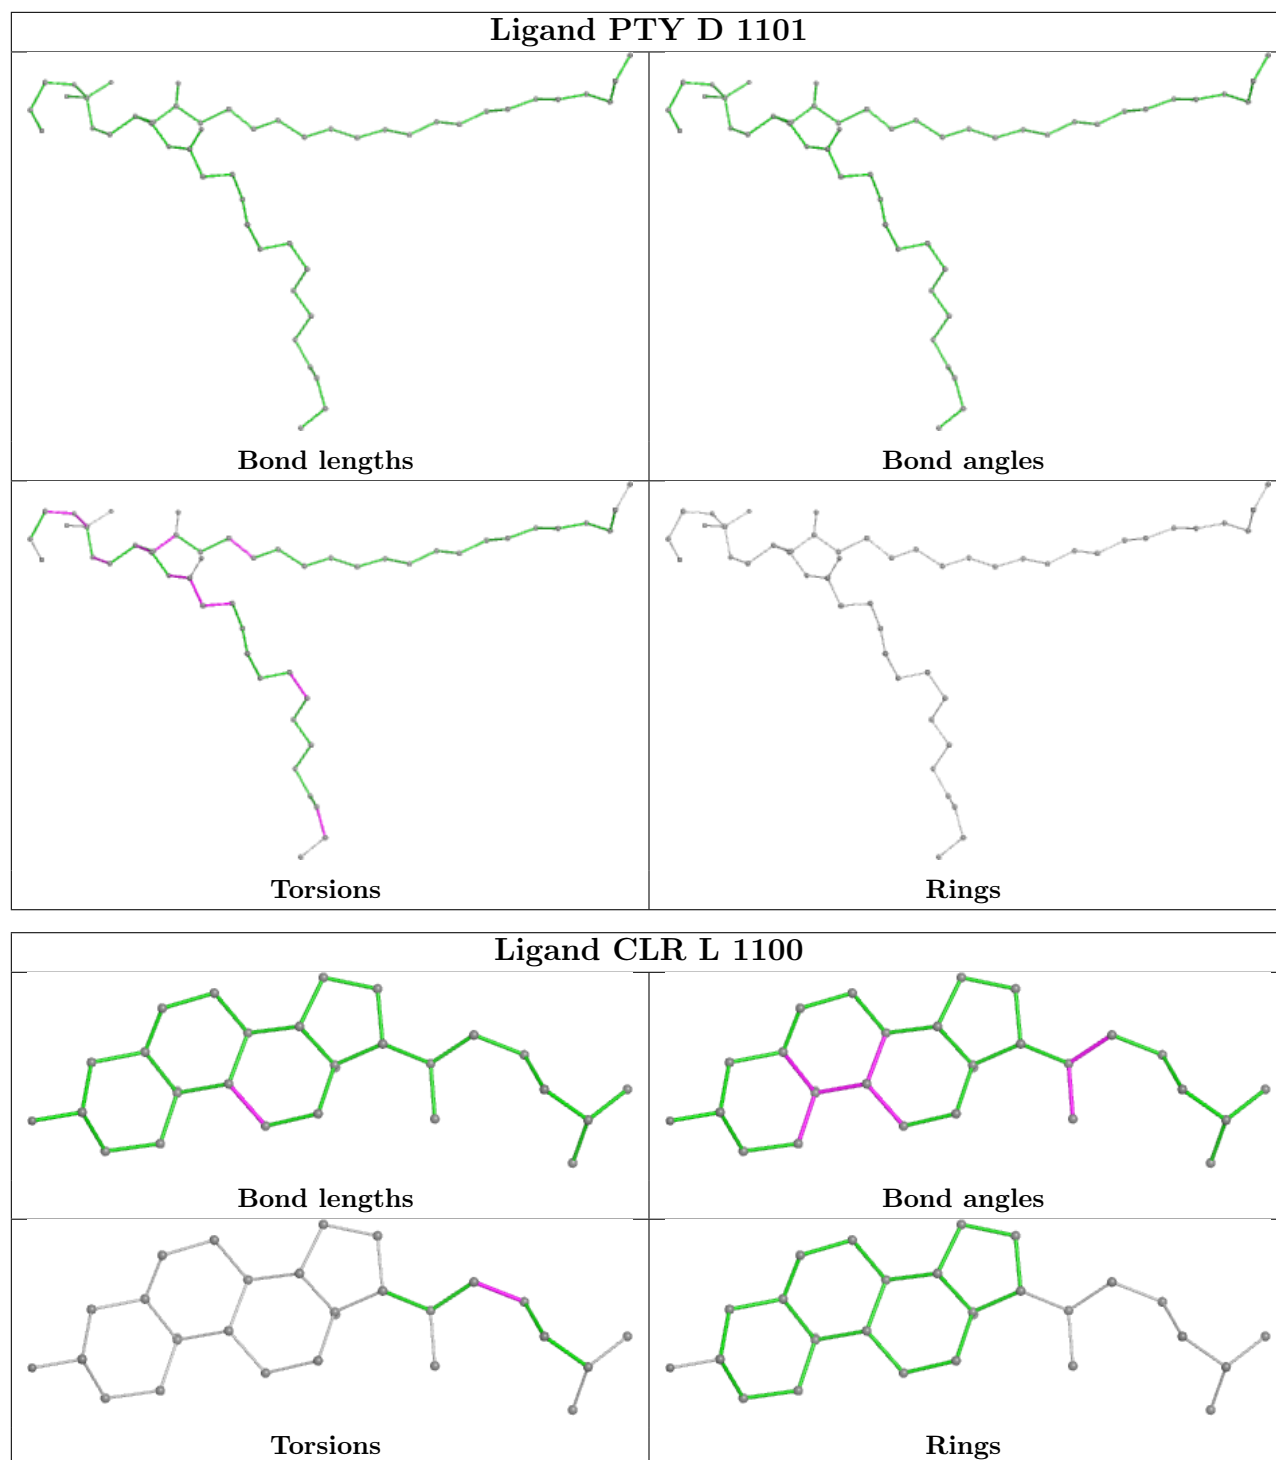 Ligand PTY D 1101
Bond lengths
Bond angles
Torsions
Rings
Ligand CLR L 1100
Bond lengths
Bond angles
Torsions
Rings